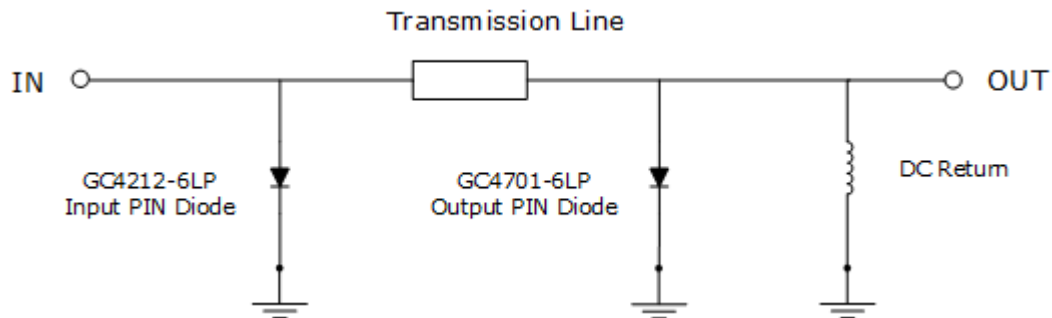 Transmission Line
IN
OUT
GC4212-6LP
Input PIN Diode
GC4701-6LP
Output PIN Diode
DC Return